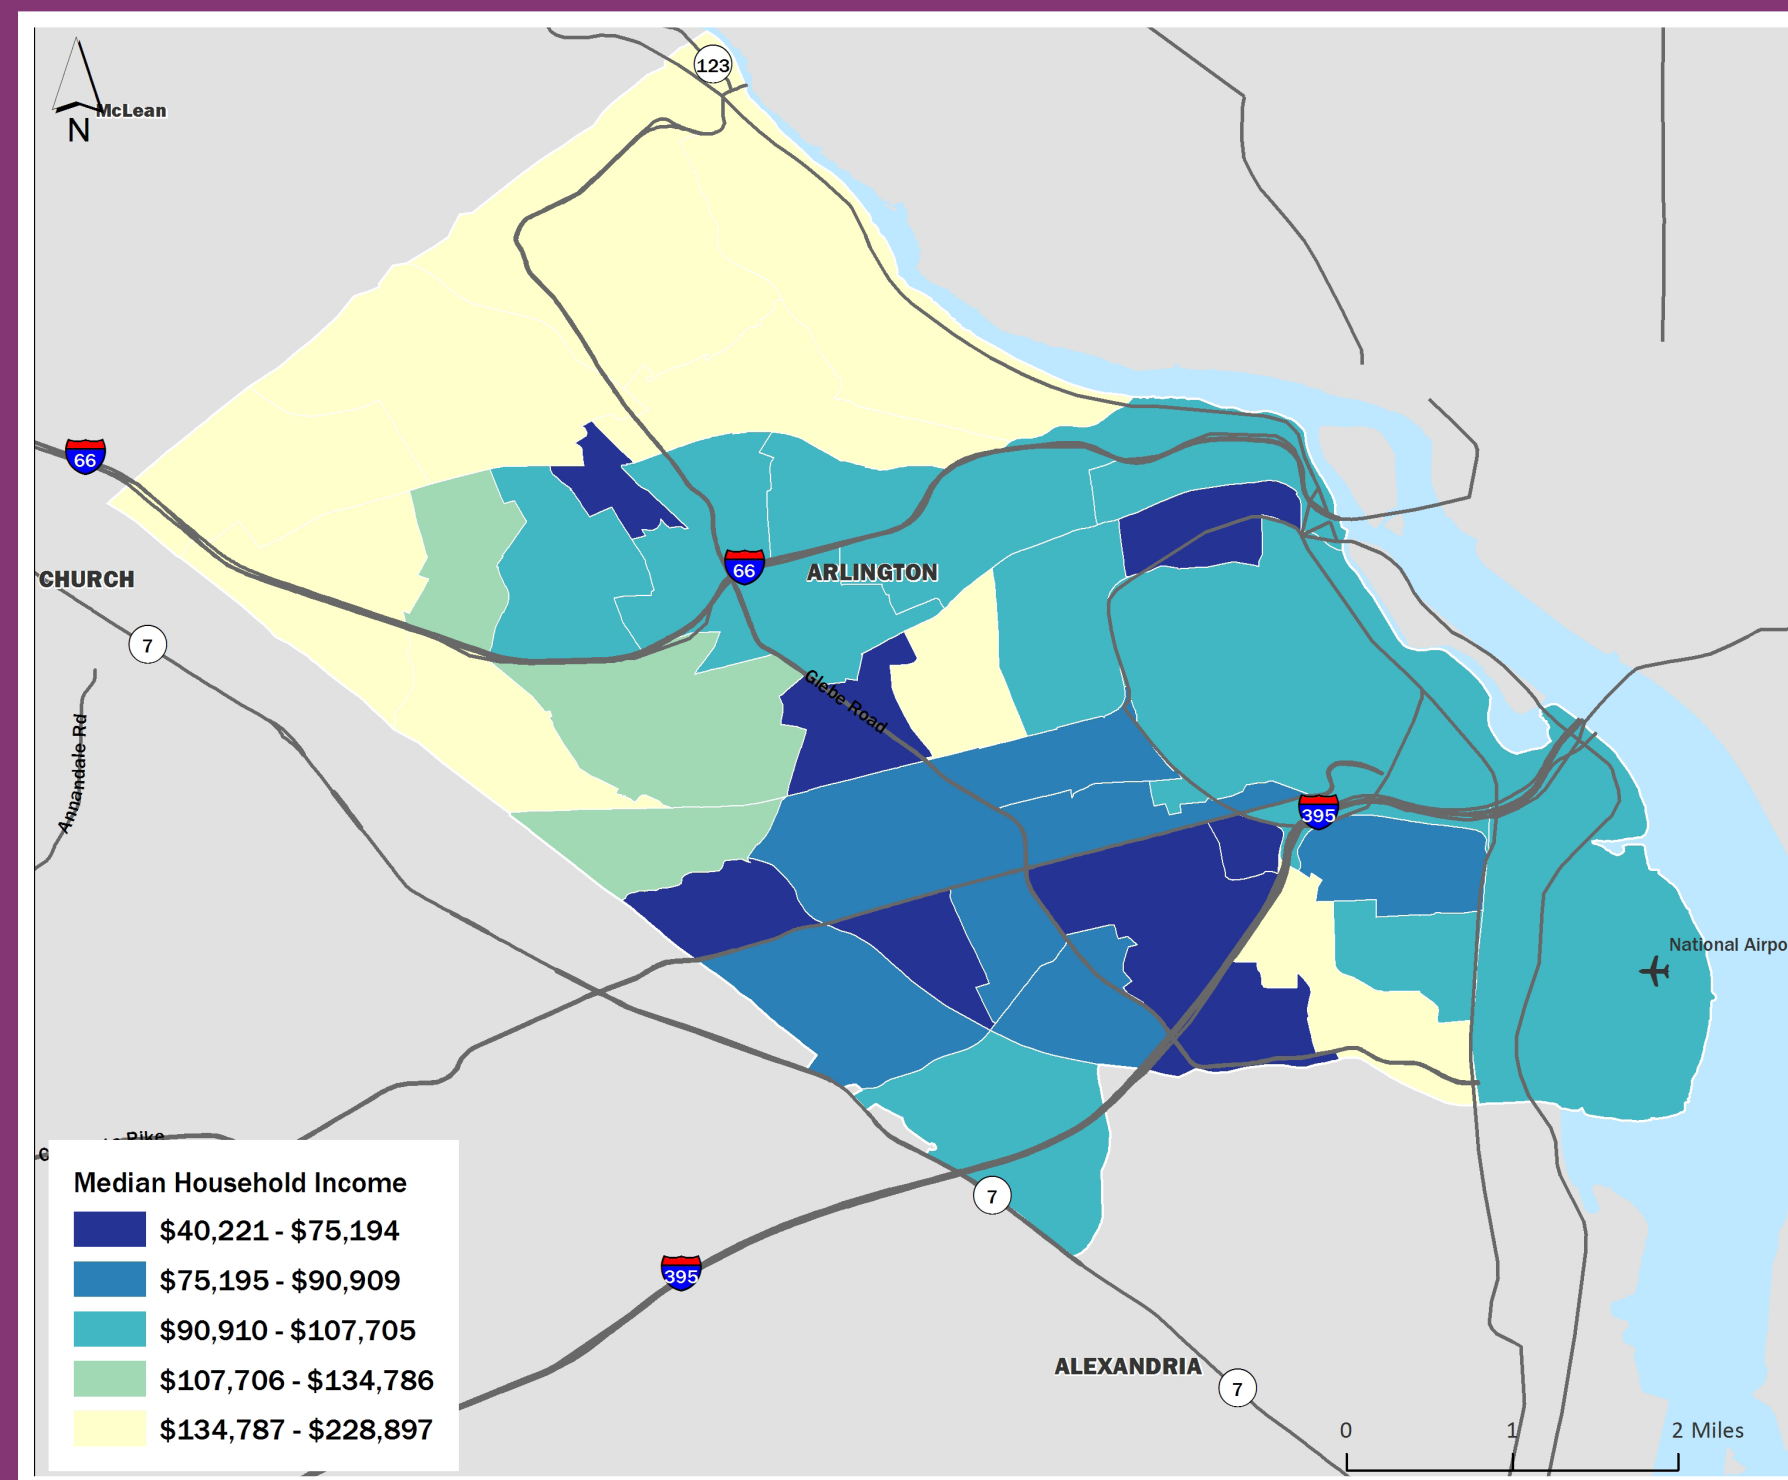 123
McLean
N
66
66
ARLINGTON
CHURCH
7
Glebe Road
Annandale Rd
395
National Airpo
Pike
7
Median Household Income
$40,221 - $75,194
$75,195 - $90,909
$90,910 - $107,705
$107,706 - $134,786
$134,787 - $228,897
395
ALEXANDRIA
7
0 1 2 Miles